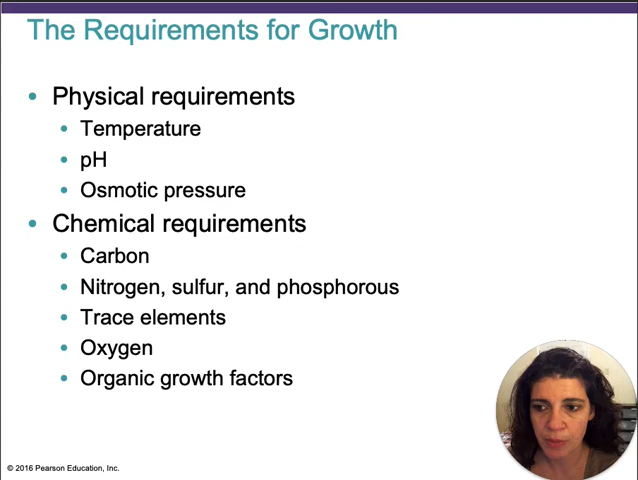 The Requirements for Growth
• Physical requirements
• Temperature
• pH
• Osmotic pressure
• Chemical requirements
• Carbon
• Nitrogen, sulfur, and phosphorous
• Trace elements
• Oxygen
• Organic growth factors
© 2016 Pearson Education, Inc.